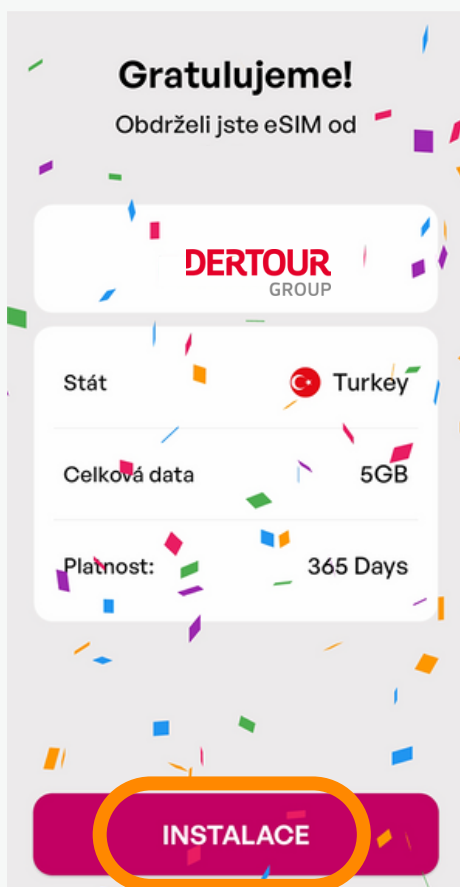 Gratulujeme!
Obdrželi jste eSIM od
DERTOUR
GROUP
Stát Turkey
Celková data 5GB
Platnost: 365 Days
INSTALACE